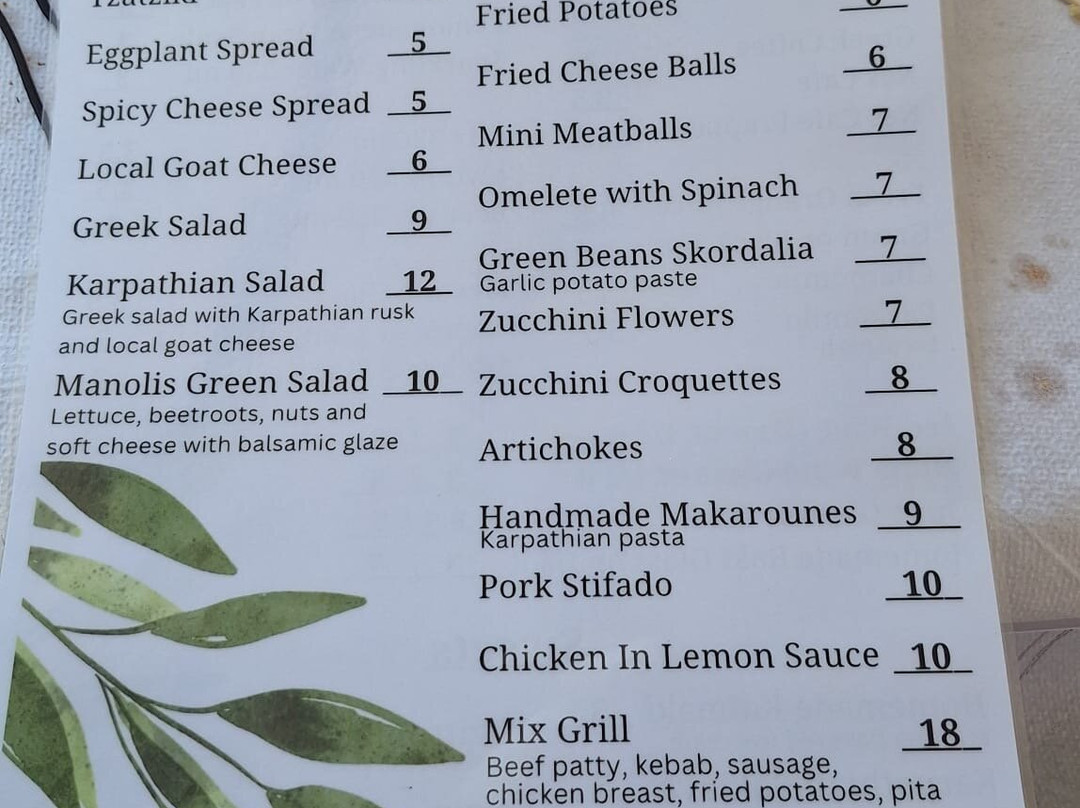 Eggplant Spread 5
Spicy Cheese Spread 5
Local Goat Cheese 6
Greek Salad 9
Karpathian Salad 12
Greek salad with Karpathian rusk
and local goat cheese
Manolis Green Salad 10
Lettuce, beetroots, nuts and
soft cheese with balsamic glaze
Fried Potatoes
Fried Cheese Balls 6
Mini Meatballs 7
Omelete with Spinach 7
Green Beans Skordalia 7
Garlic potato paste
Zucchini Flowers 7
Zucchini Croquettes 8
Artichokes 8
Handmade Makarounes 9
Karpathian pasta
Pork Stifado 10
Chicken In Lemon Sauce 10
Mix Grill 18
Beef patty, kebab, sausage,
chicken breast, fried potatoes, pita